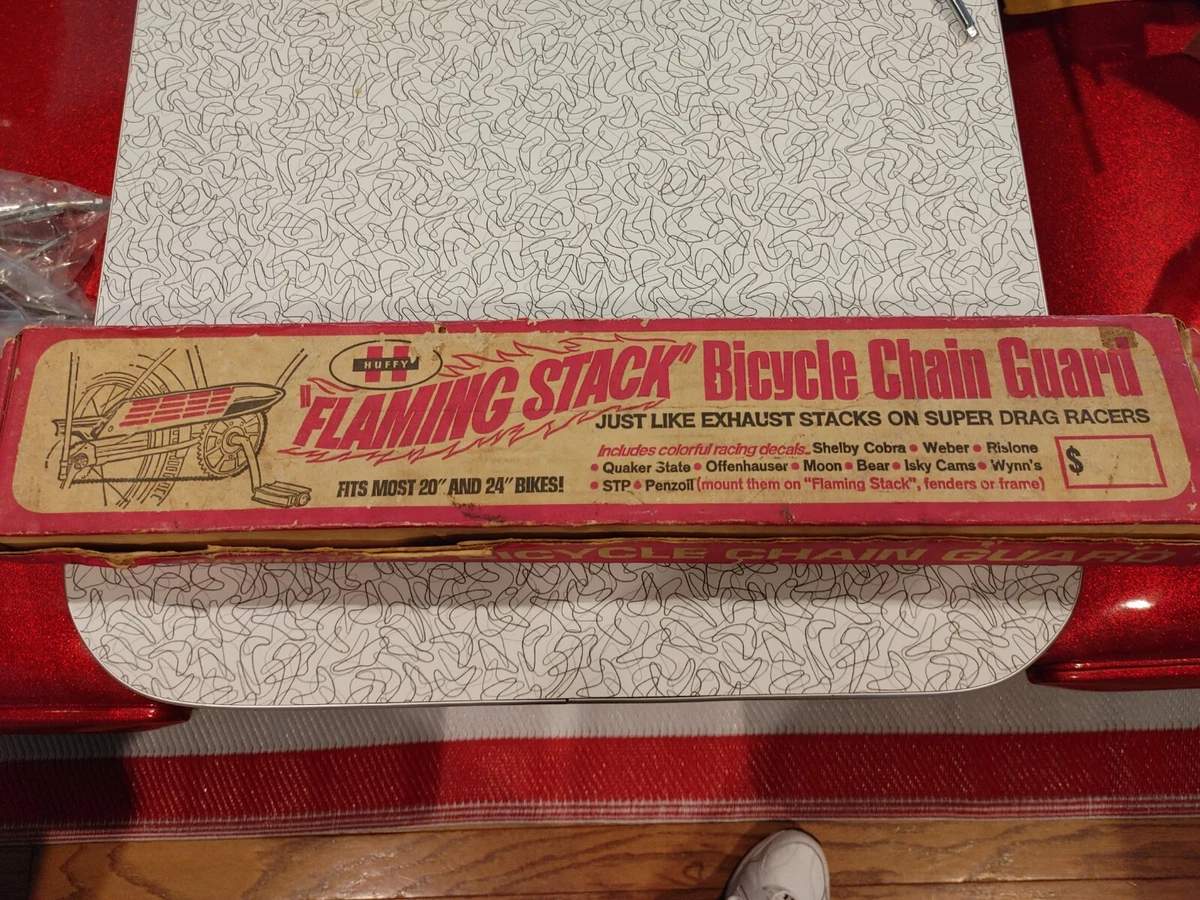 H
HUFFY
"FLAMING STACK" Bicycle Chain Guard
JUST LIKE EXHAUST STACKS ON SUPER DRAG RACERS
Includes colorful racing decals.. Shelby Cobra • Weber • Rislone
• Quaker State • Offenhauser • Moon • Bear • Isky Cams • Wynn's
• STP • Penzoil (mount them on "Flaming Stack", fenders or frame)
$
FITS MOST 20" AND 24" BIKES!
BICYCLE CHAIN GUARD